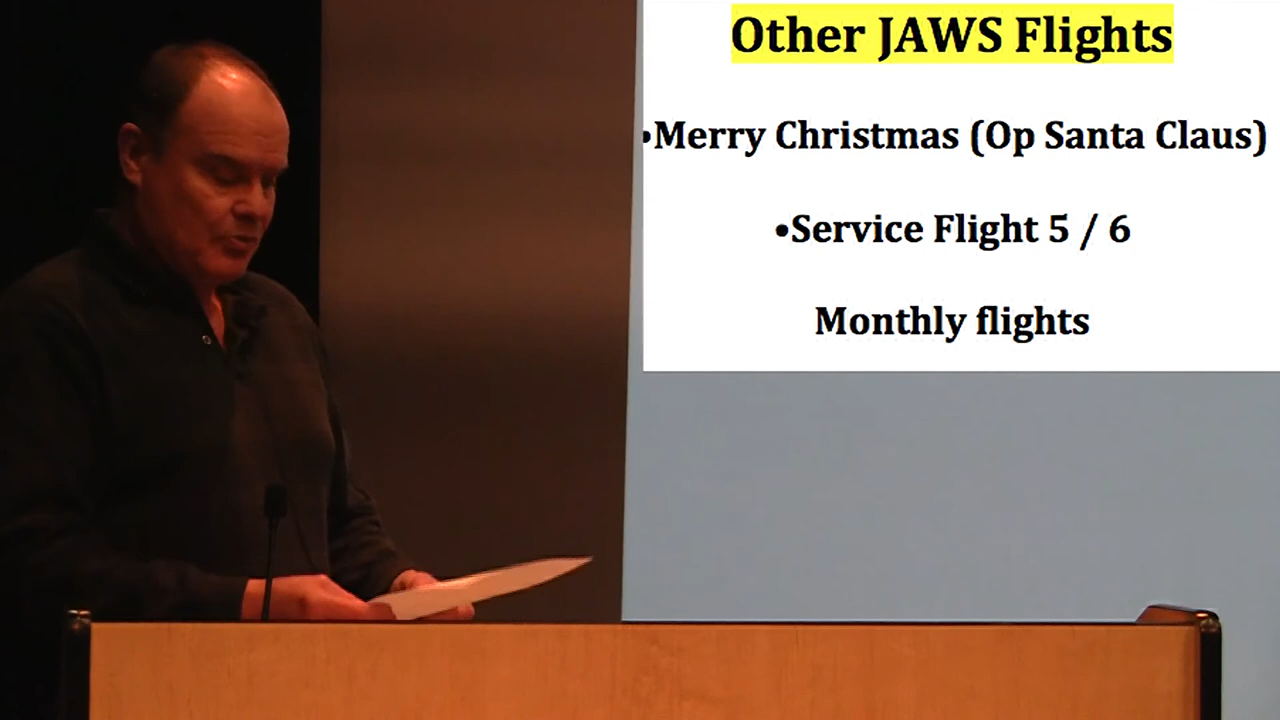 Other JAWS Flights
•Merry Christmas (Op Santa Claus)
•Service Flight 5 / 6
Monthly flights